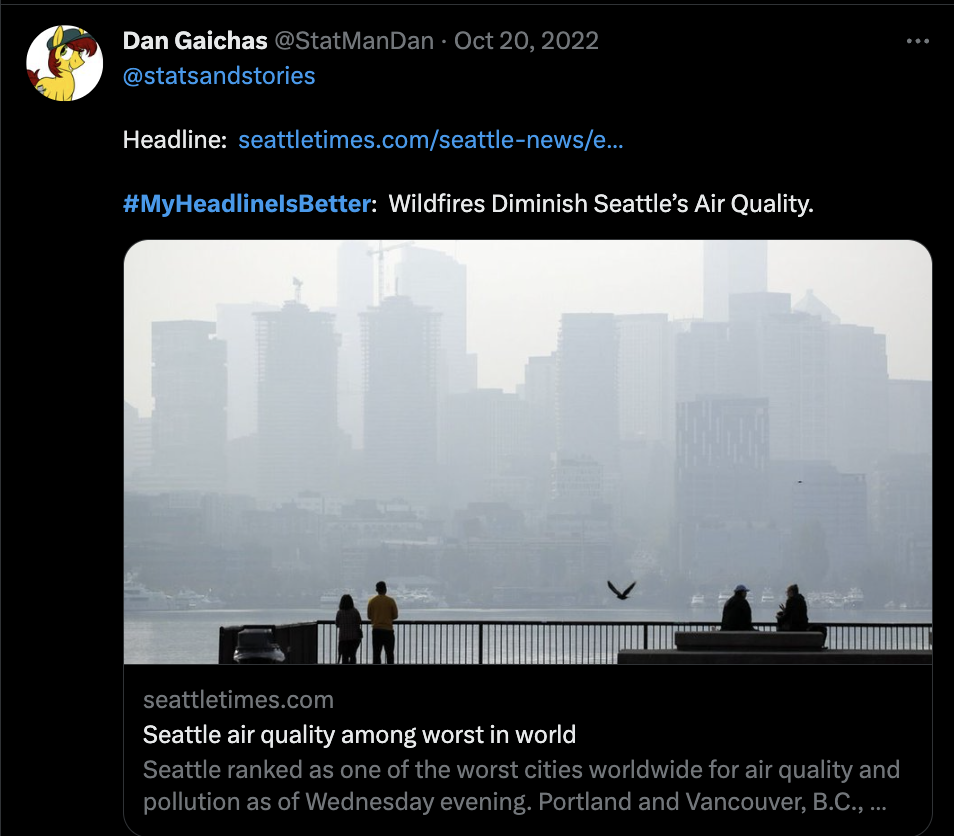 Dan Gaichas @StatManDan · Oct 20, 2022
@statsandstories
Headline: seattletimes.com/seattle-news/e...
#MyHeadlineIsBetter: Wildfires Diminish Seattle’s Air Quality.
seattletimes.com
Seattle air quality among worst in world
Seattle ranked as one of the worst cities worldwide for air quality and
pollution as of Wednesday evening. Portland and Vancouver, B.C., ...